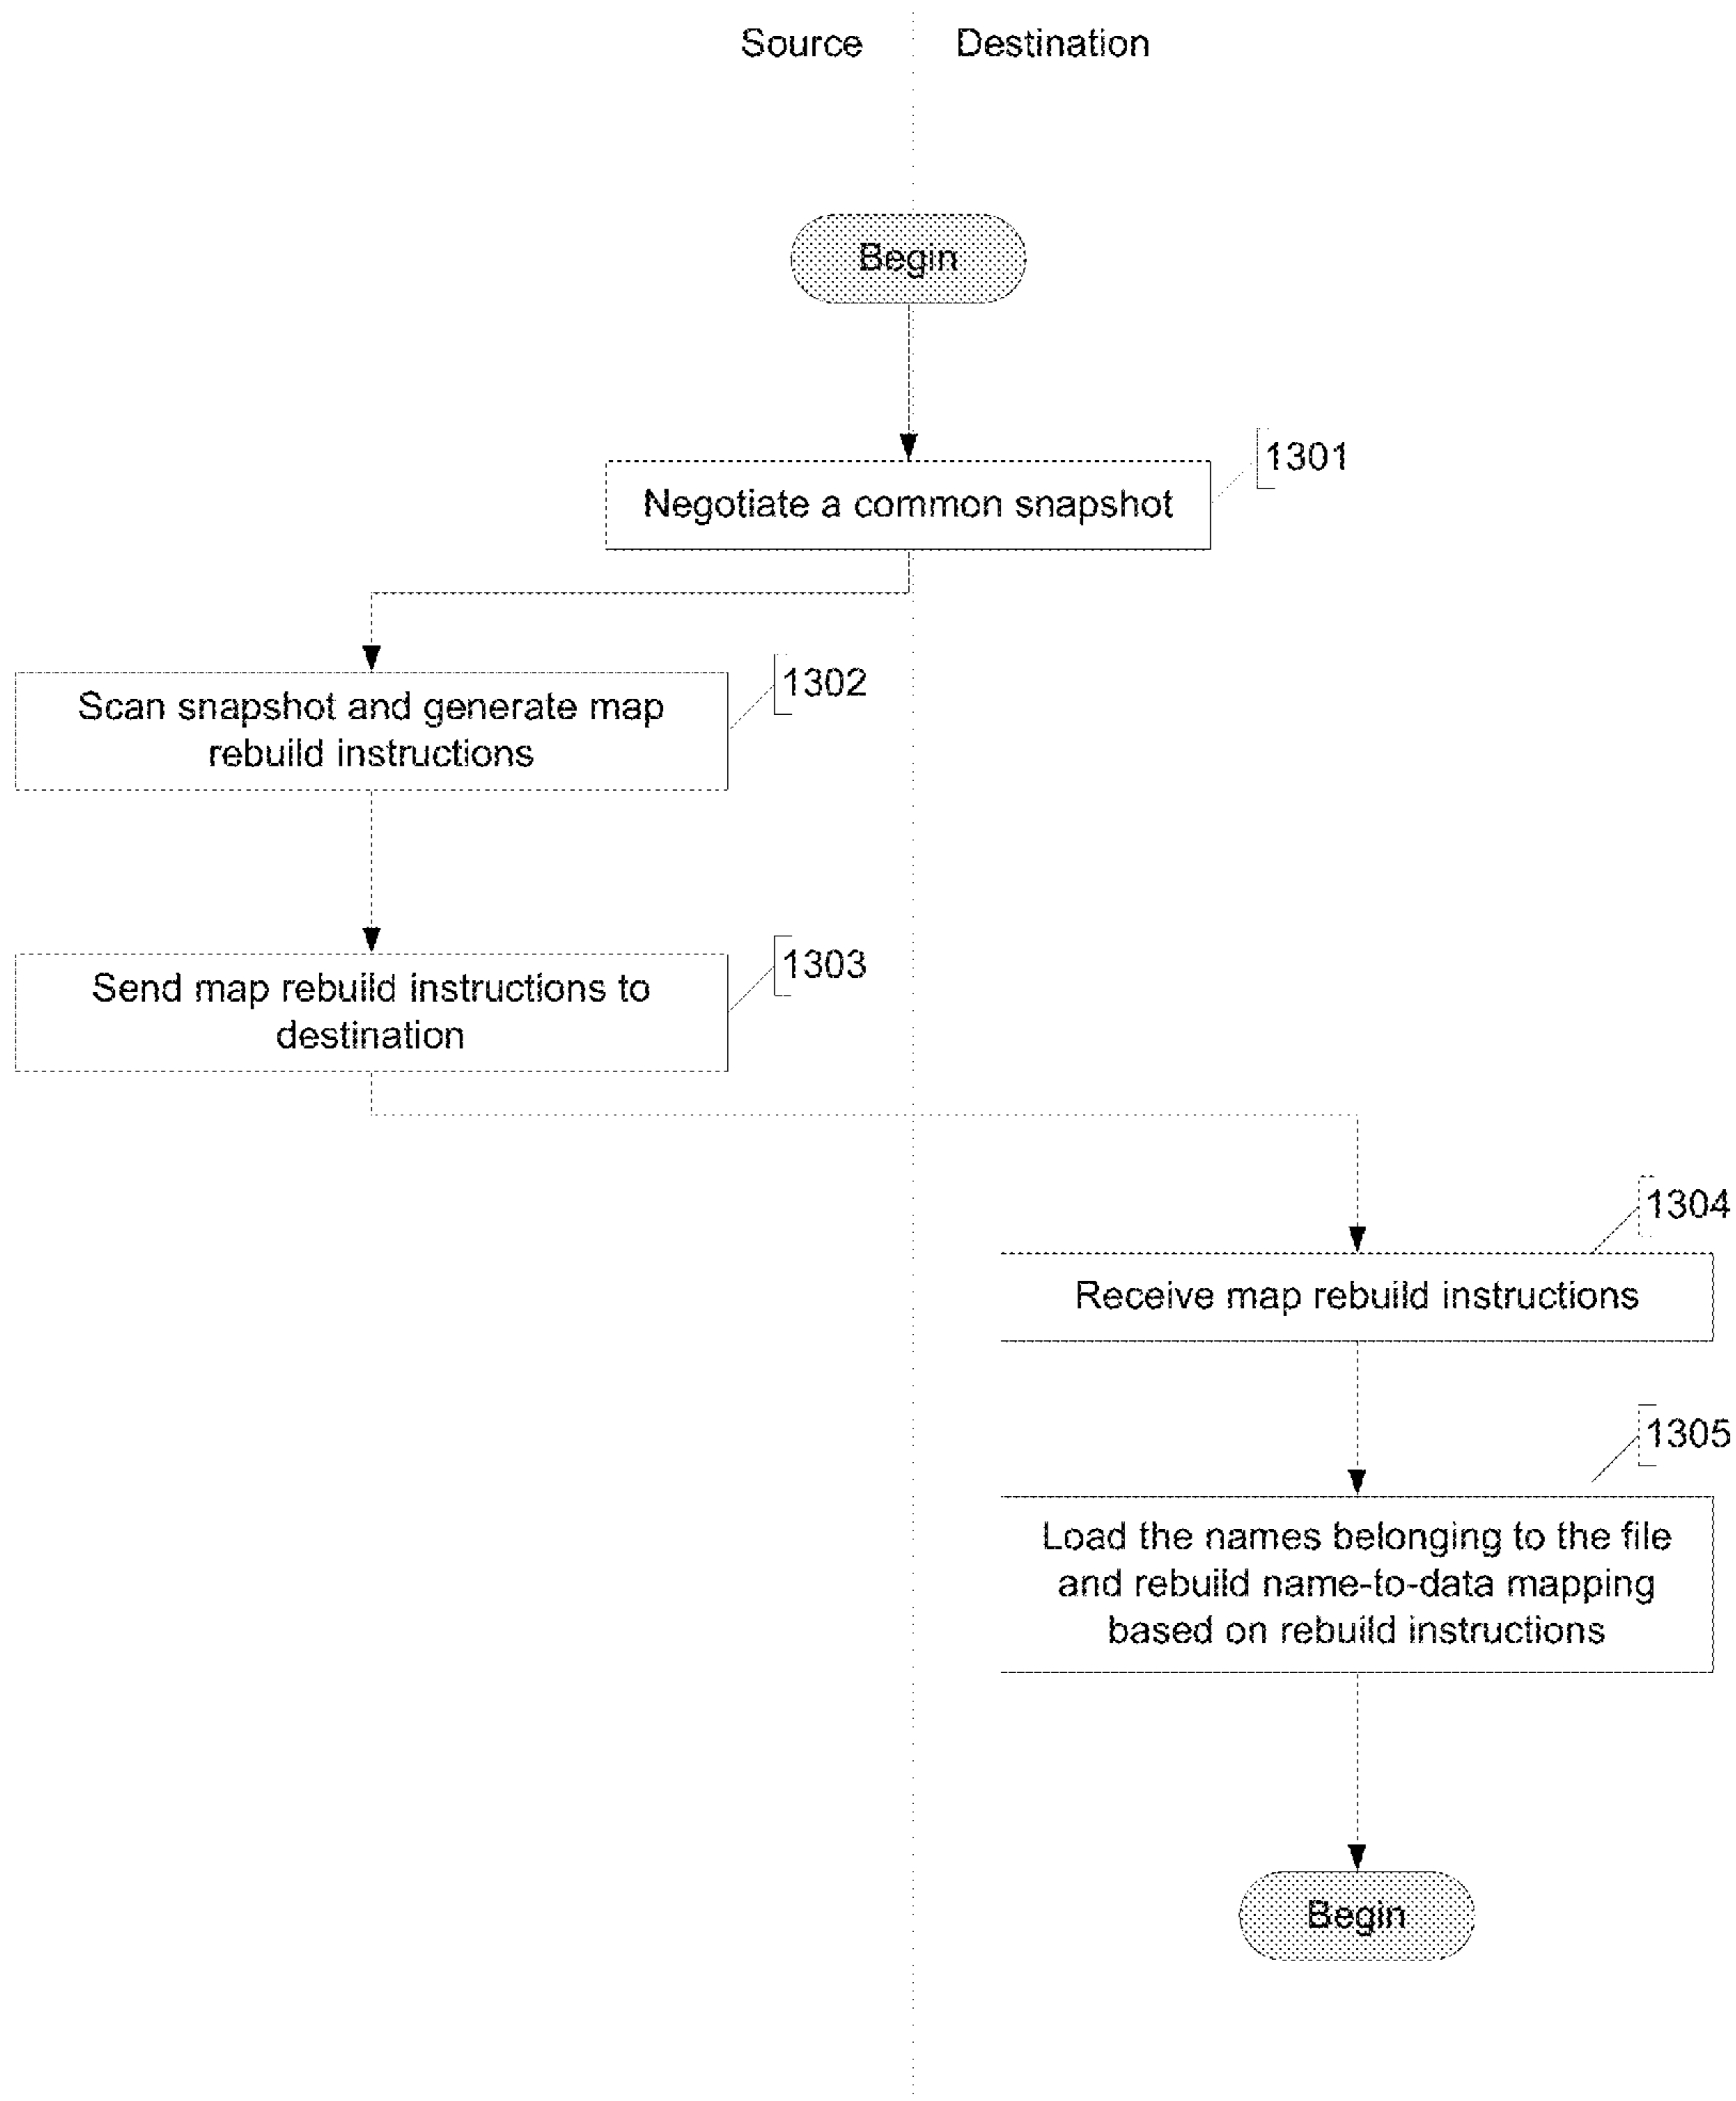 Source
Destination
Begin
Negotiate a common snapshot
1301
Scan snapshot and generate map
rebuild instructions
1302
Send map rebuild instructions to
destination
1303
1304
Receive map rebuild instructions
1305
Load the names belonging to the file
and rebuild name-to-data mapping
based on rebuild instructions
Begin